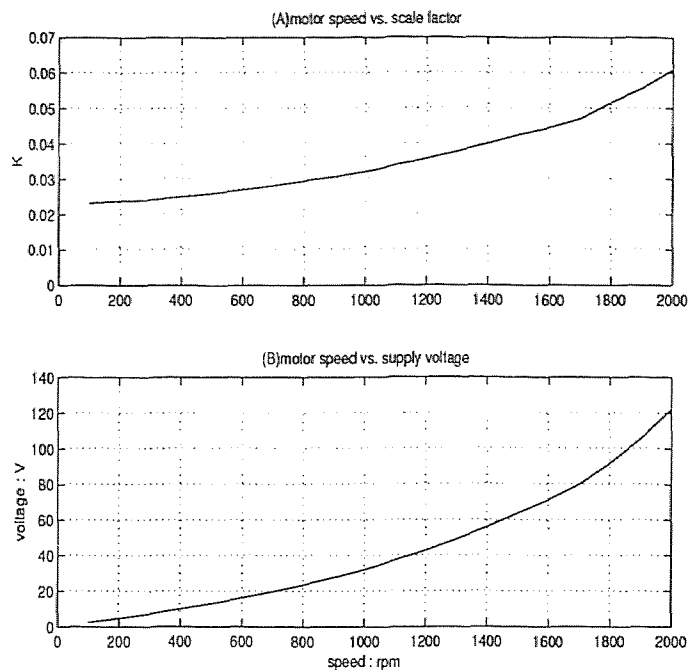 (A)motor speed vs. scale factor
0.07
0.06
0.05
0.04
K
0.03
0.02
0.01
0
0 200 400 600 800 1000 1200 1400 1600 1800 2000
(B)motor speed vs. supply voltage
140
120
100
80
voltage : V
60
40
20
0
0 200 400 600 800 1000 1200 1400 1600 1800 2000
speed : rpm